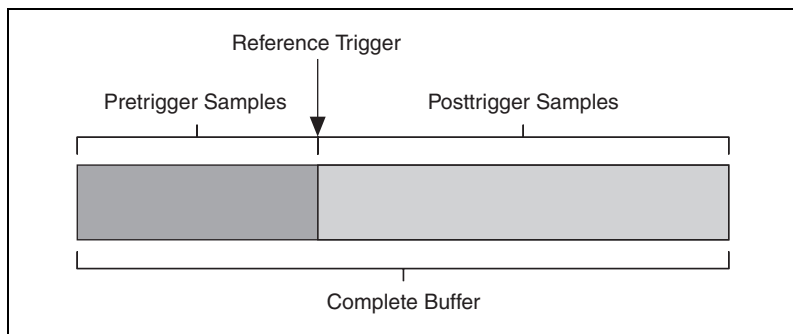 Reference Trigger
Pretrigger Samples
Posttrigger Samples
Complete Buffer